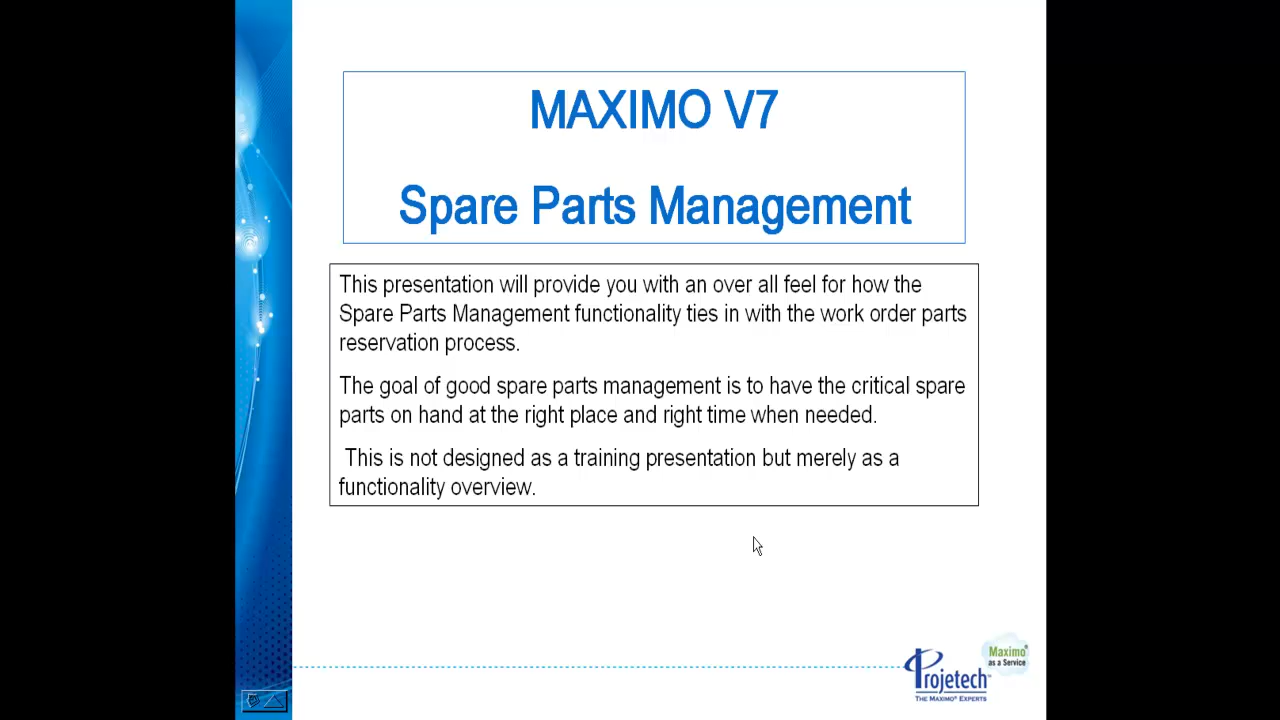 MAXIMO V7
Spare Parts Management
This presentation will provide you with an over all feel for how the
Spare Parts Management functionality ties in with the work order parts
reservation process.
The goal of good spare parts management is to have the critical spare
parts on hand at the right place and right time when needed.
This is not designed as a training presentation but merely as a
functionality overview.
Projetech™
THE MAXIMO® EXPERTS
Maximo®
as a Service